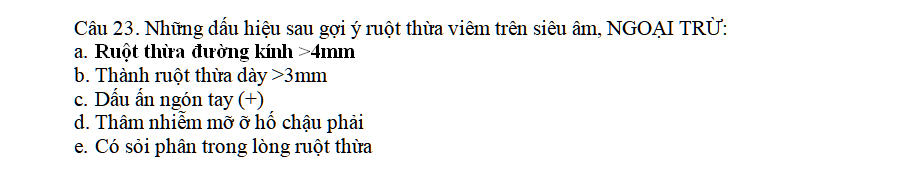 Câu 23. Những dấu hiệu sau gợi ý ruột thừa viêm trên siêu âm, NGOẠI TRỪ:
a. Ruột thừa đường kính >4mm
b. Thành ruột thừa dày >3mm
c. Dấu ấn ngón tay (+)
d. Thâm nhiễm mỡ ở hố chậu phải
e. Có sỏi phân trong lòng ruột thừa